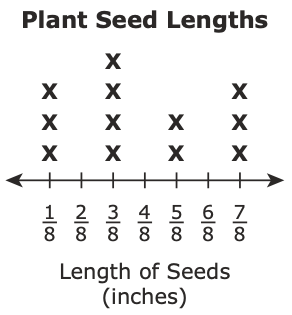 Plant Seed Lengths
X
X X X
X X X X
X X X X
1/8 2/8 3/8 4/8 5/8 6/8 7/8
Length of Seeds
(inches)